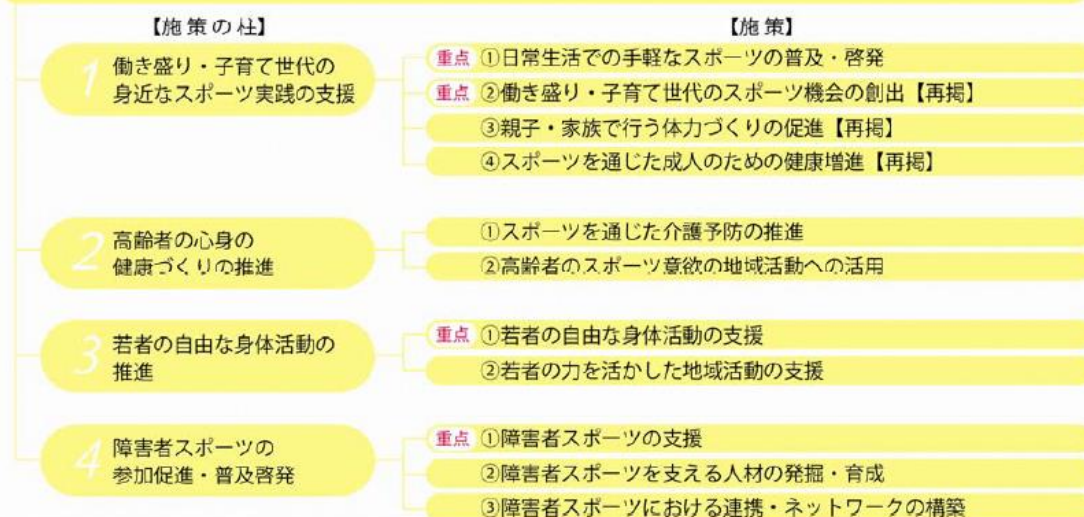 【施策の柱】
【施策】
1
働き盛り・子育て世代の
身近なスポーツ実践の支援
重点 ①日常生活での手軽なスポーツの普及・啓発
重点 ②働き盛り・子育て世代のスポーツ機会の創出【再掲】
③親子・家族で行う体力づくりの促進【再掲】
④スポーツを通じた成人のための健康増進【再掲】
2
高齢者の心身の
健康づくりの推進
①スポーツを通じた介護予防の推進
②高齢者のスポーツ意欲の地域活動への活用
3
若者の自由な身体活動の
推進
重点 ①若者の自由な身体活動の支援
②若者の力を活かした地域活動の支援
4
障害者スポーツの
参加促進・普及啓発
重点 ①障害者スポーツの支援
②障害者スポーツを支える人材の発掘・育成
③障害者スポーツにおける連携・ネットワークの構築